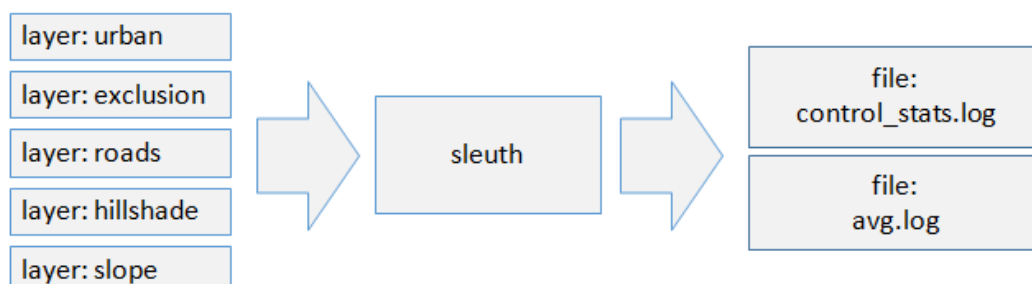 layer: urban
layer: exclusion
layer: roads
layer: hillshade
layer: slope
sleuth
file:
control_stats.log
file:
avg.log